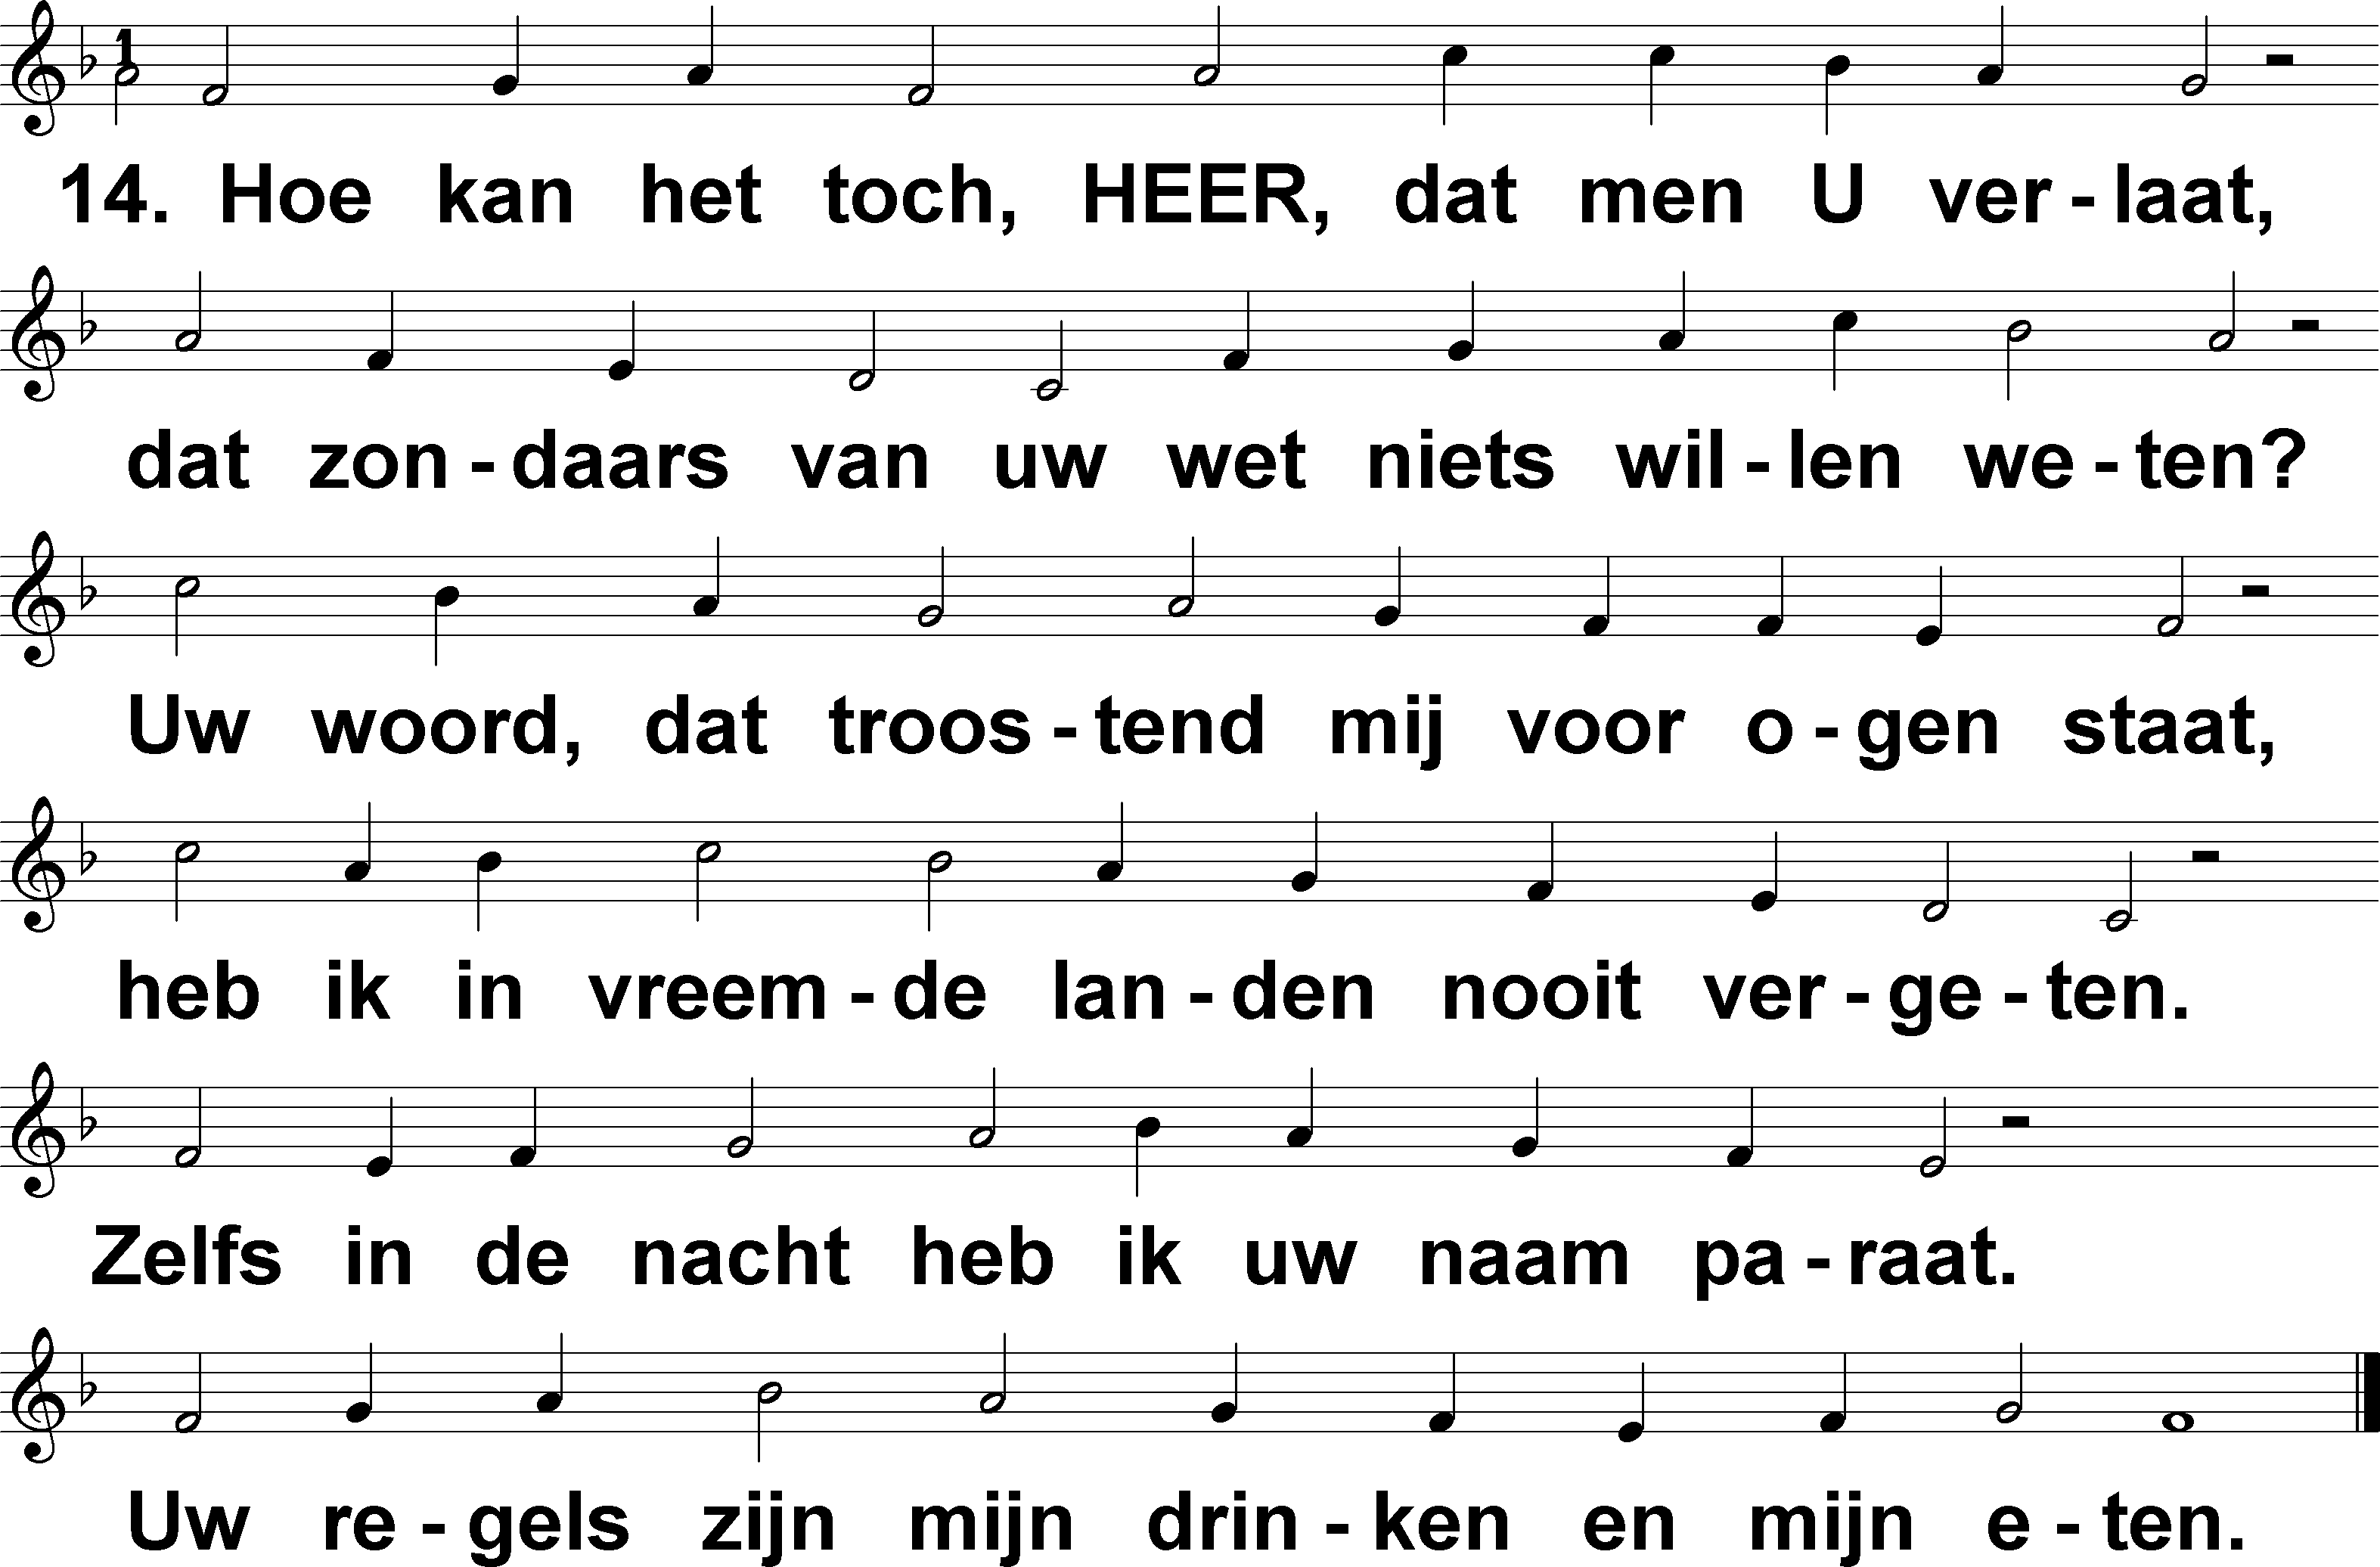 1
14. Hoe kan het toch, HEER, dat men U ver-laat,
dat zon-daars van uw wet niets wil-len we-ten?
Uw woord, dat troos-tend mij voor o-gen staat,
heb ik in vreem-de lan-den nooit ver-ge-ten.
Zelfs in de nacht heb ik uw naam pa-raat.
Uw re-gels zijn mijn drin-ken en mijn e-ten.